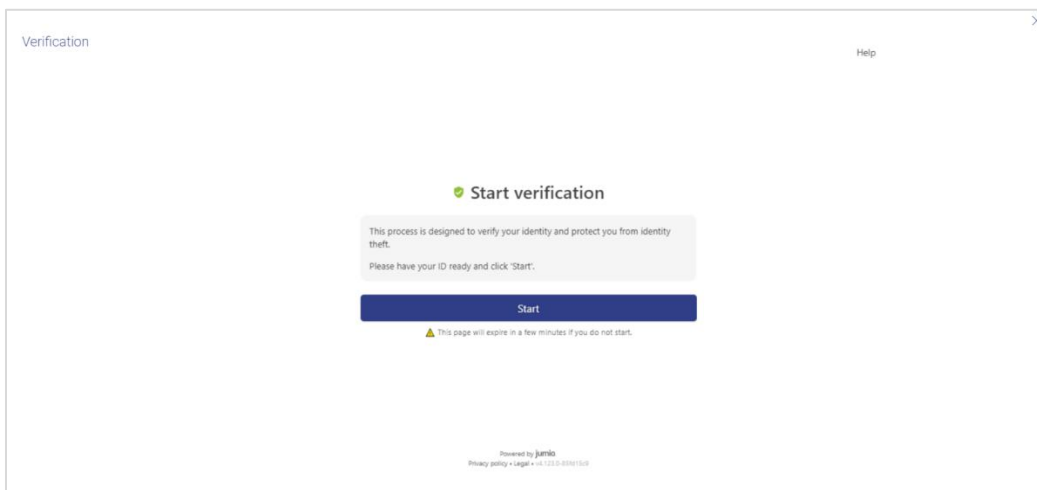 Verification
Help
Start verification
This process is designed to verify your identity and protect you from identity
theft.
Please have your ID ready and click 'Start'.
Start
This page will expire in a few minutes if you do not start.
Powered by jumio
Privacy policy • Legal •